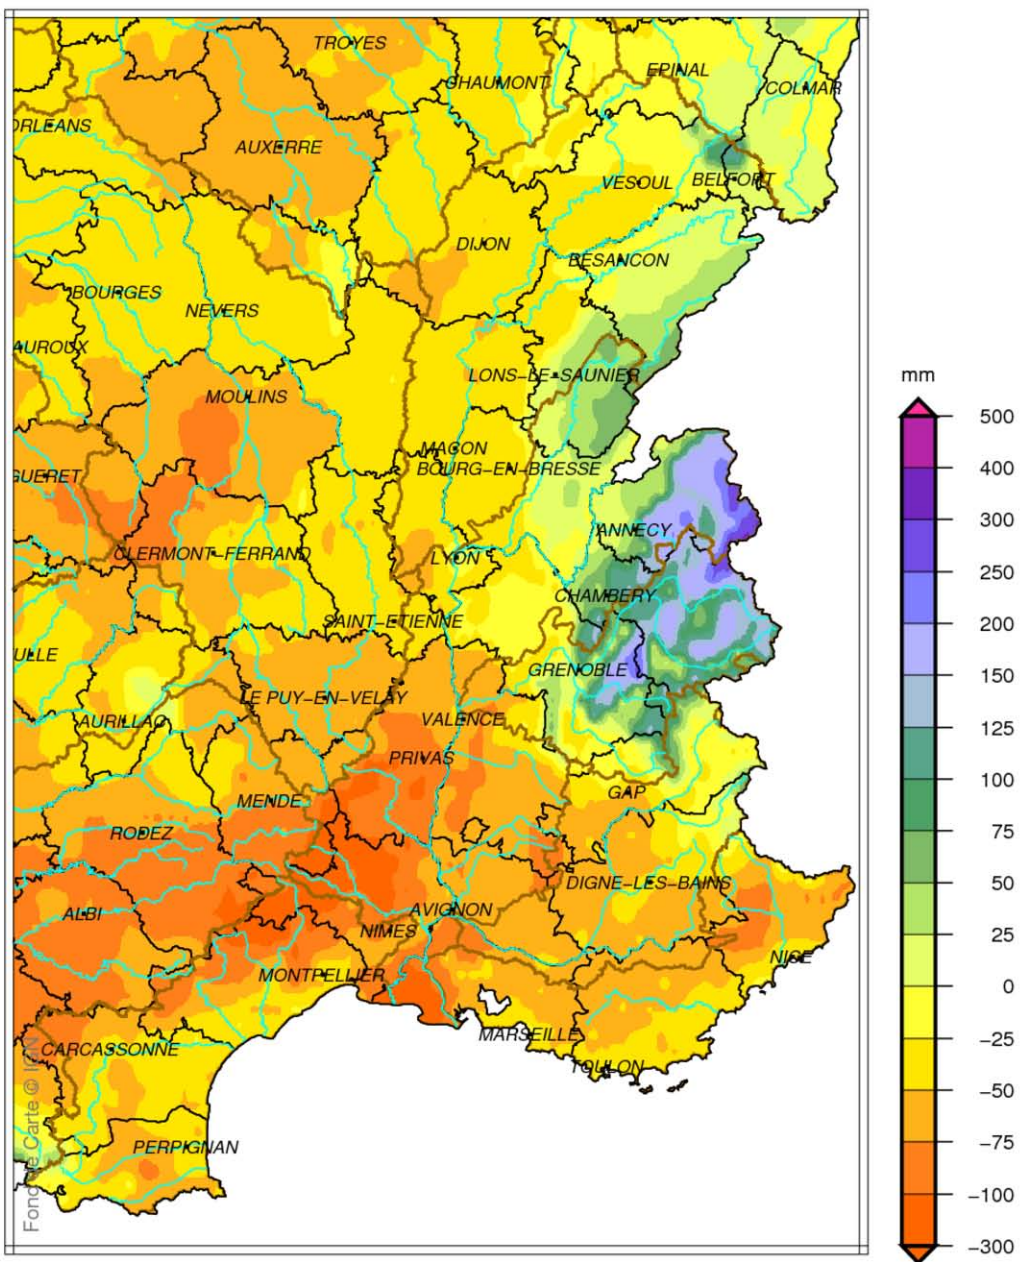 TROYES
CHAUMONT
EPINAL
COLMAR
ORLEANS
AUXERRE
VESOUL
BELFORT
DIJON
BESANCON
BOURGES
NEVERS
AUROUX
LONS-LE-SAUNIER
MOULINS
MACON
BOURG-EN-BRESSE
GUERET
ANNECY
CLERMONT-FERRAND
LYON
CHAMBERY
SAINT-ETIENNE
ULLE
GRENOBLE
LE PUY-EN-VELAY
AURILLAC
VALENCE
PRIVAS
GAP
MENDE
RODEZ
DIGNE-LES-BAINS
ALBI
AVIGNON
NIMES
NICE
MONTPELLIER
MARSEILLE
CARCASSONNE
TOULON
PERPIGNAN
Fond de Carte © IGN
mm
500
400
300
250
200
150
125
100
75
50
25
0
-25
-50
-75
-100
-300